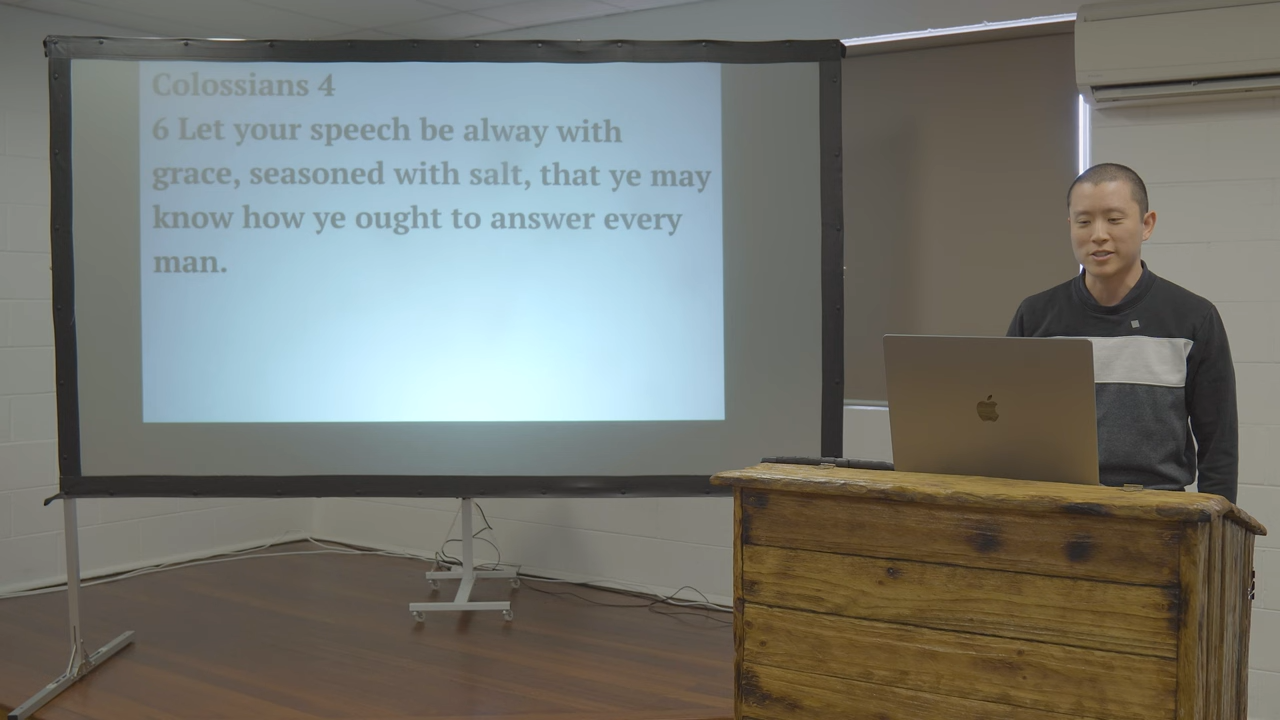 Colossians 4
6 Let your speech be alway with
grace, seasoned with salt, that ye may
know how ye ought to answer every
man.